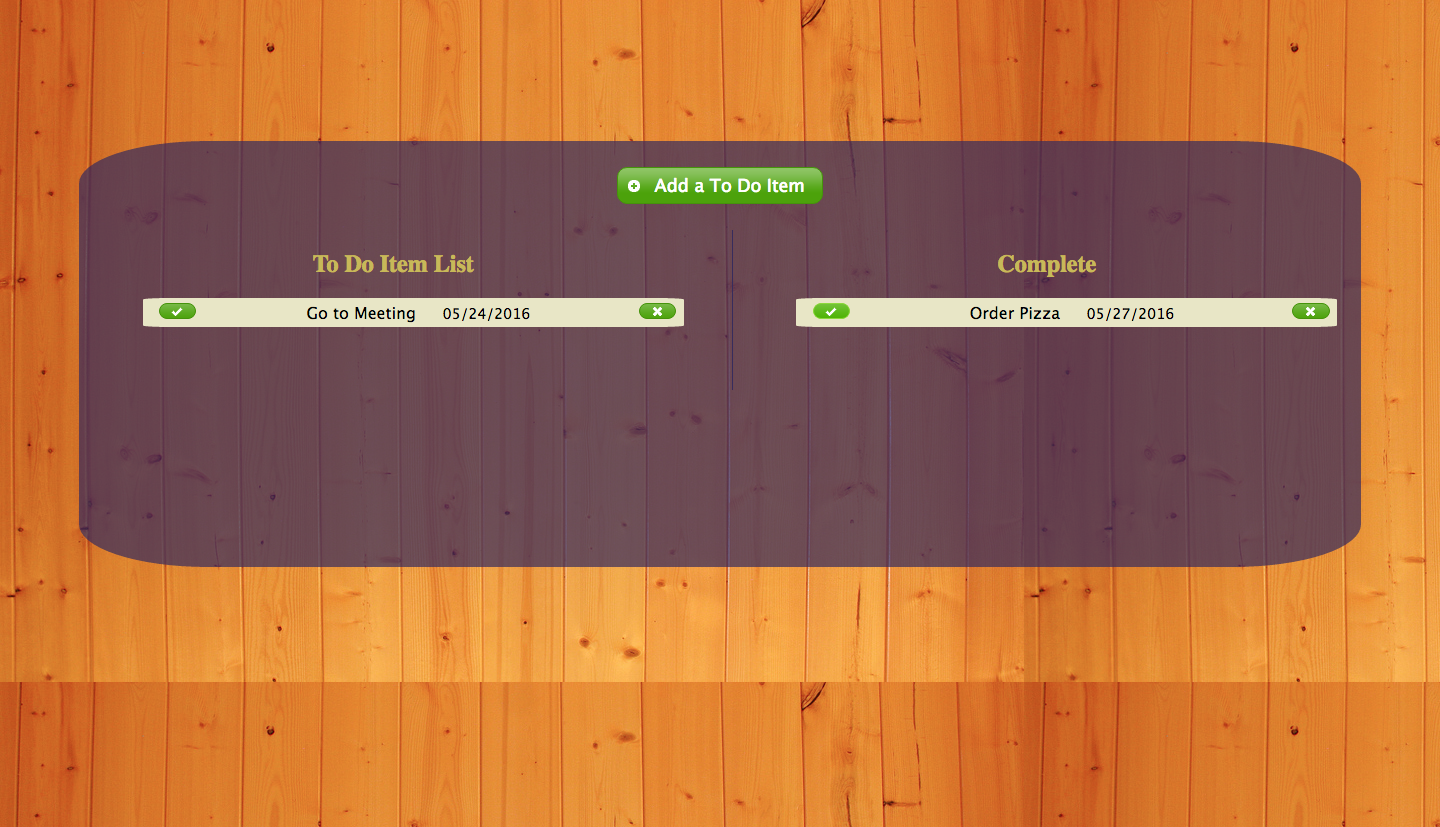 Add a To Do Item
To Do Item List
Go to Meeting 05/24/2016
Complete
Order Pizza 05/27/2016